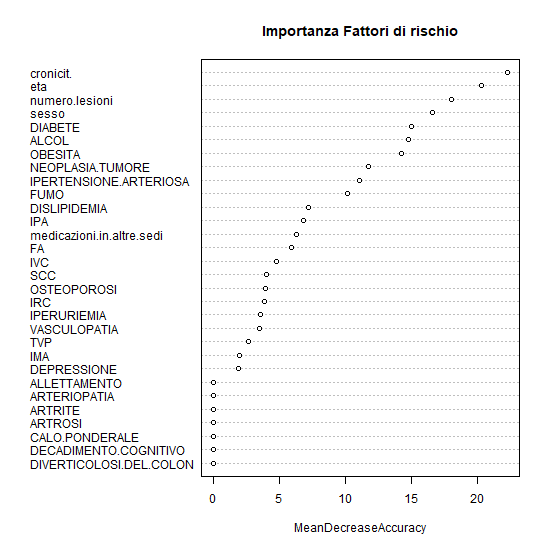 Importanza Fattori di rischio
cronicit.
eta
numero.lesioni
sesso
DIABETE
ALCOL
OBESITA
NEOPLASIA.TUMORE
IPERTENSIONE.ARTERIOSA
FUMO
DISLIPIDEMIA
IPA
medicazioni.in.altre.sedi
FA
IVC
SCC
OSTEOPOROSI
IRC
IPERURIEMIA
VASCULOPATIA
TVP
IMA
DEPRESSIONE
ALLETTAMENTO
ARTERIOPATIA
ARTRITE
ARTROSI
CALO.PONDERALE
DECADIMENTO.COGNITIVO
DIVERTICOLOSI.DEL.COLON
0 5 10 15 20
MeanDecreaseAccuracy